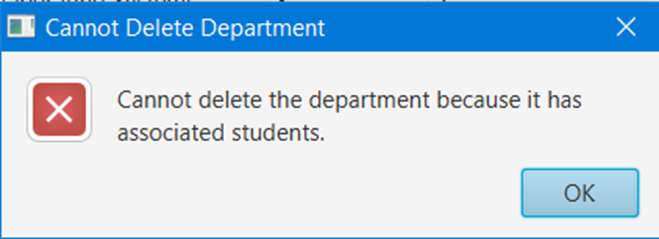 Cannot Delete Department
Cannot delete the department because it has
associated students.
OK